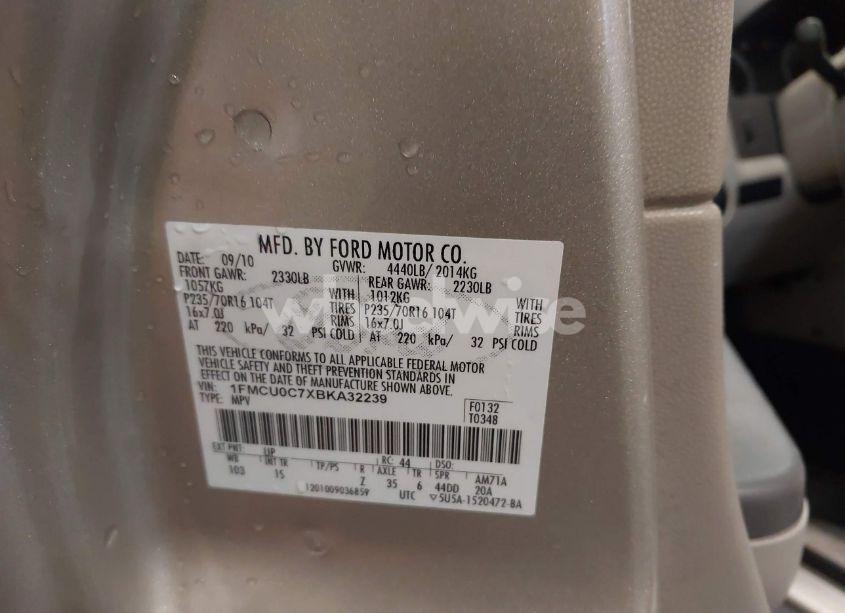 MFD. BY FORD MOTOR CO.
DATE: 09/10 GVWR: 4440LB/ 2014KG
FRONT GAWR: 2330LB REAR GAWR: 2230LB
1057KG WITH 1012KG WITH
P235/70R16 104T TIRES P235/70R16 104T TIRES
16x7.0J RIMS 16x7.0J RIMS
AT 220 kPa/ 32 PSI COLD AT 220 kPa/ 32 PSI COLD
THIS VEHICLE CONFORMS TO ALL APPLICABLE FEDERAL MOTOR
VEHICLE SAFETY AND THEFT PREVENTION STANDARDS IN
EFFECT ON THE DATE OF MANUFACTURE SHOWN ABOVE.
VIN: 1FMCU0C7XBKA32239 F0132
TYPE: MPV T0348
EXT PNT: UP RC: 44 DSO:
WB INT TR TP/PS R AXLE TR SPR AM71A
103 15 Z 35 6 44DD 20A
1201009036859 UTC ▽5U5A-1520472-BA